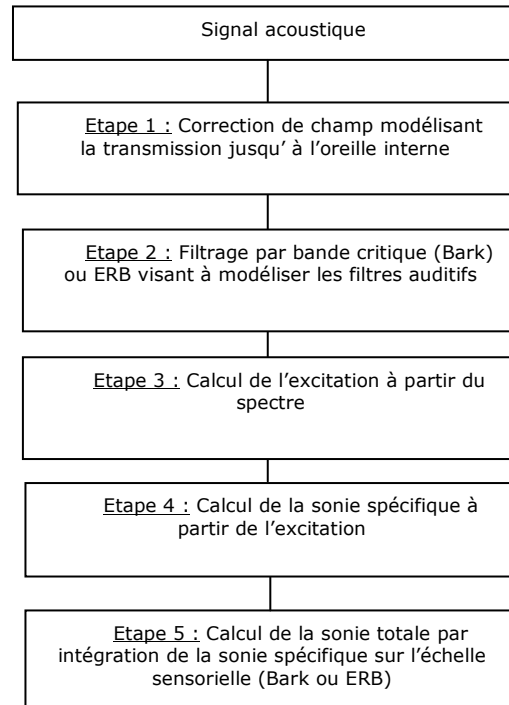 Signal acoustique
Etape 1 : Correction de champ modélisant
la transmission jusqu’ à l’oreille interne
Etape 2 : Filtrage par bande critique (Bark)
ou ERB visant à modéliser les filtres auditifs
Etape 3 : Calcul de l’excitation à partir du
spectre
Etape 4 : Calcul de la sonie spécifique à
partir de l’excitation
Etape 5 : Calcul de la sonie totale par
intégration de la sonie spécifique sur l’échelle
sensorielle (Bark ou ERB)